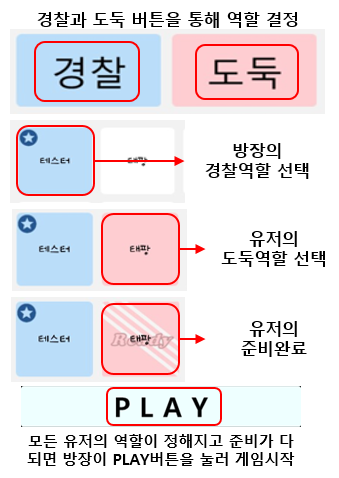 경찰과 도둑 버튼을 통해 역할 결정
경찰 도둑
테스터 태팡
방장의
경찰역할 선택
테스터 태팡
유저의
도둑역할 선택
테스터 태팡
Ready
유저의
준비완료
PLAY
모든 유저의 역할이 정해지고 준비가 다
되면 방장이 PLAY버튼을 눌러 게임시작